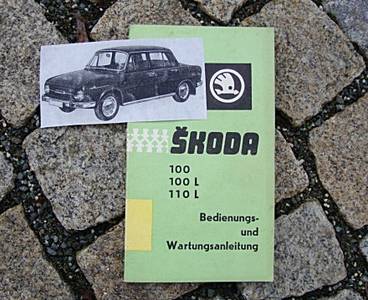 ŠKODA
100
100 L
110 L
Bedienungs-
und
Wartungsanleitung